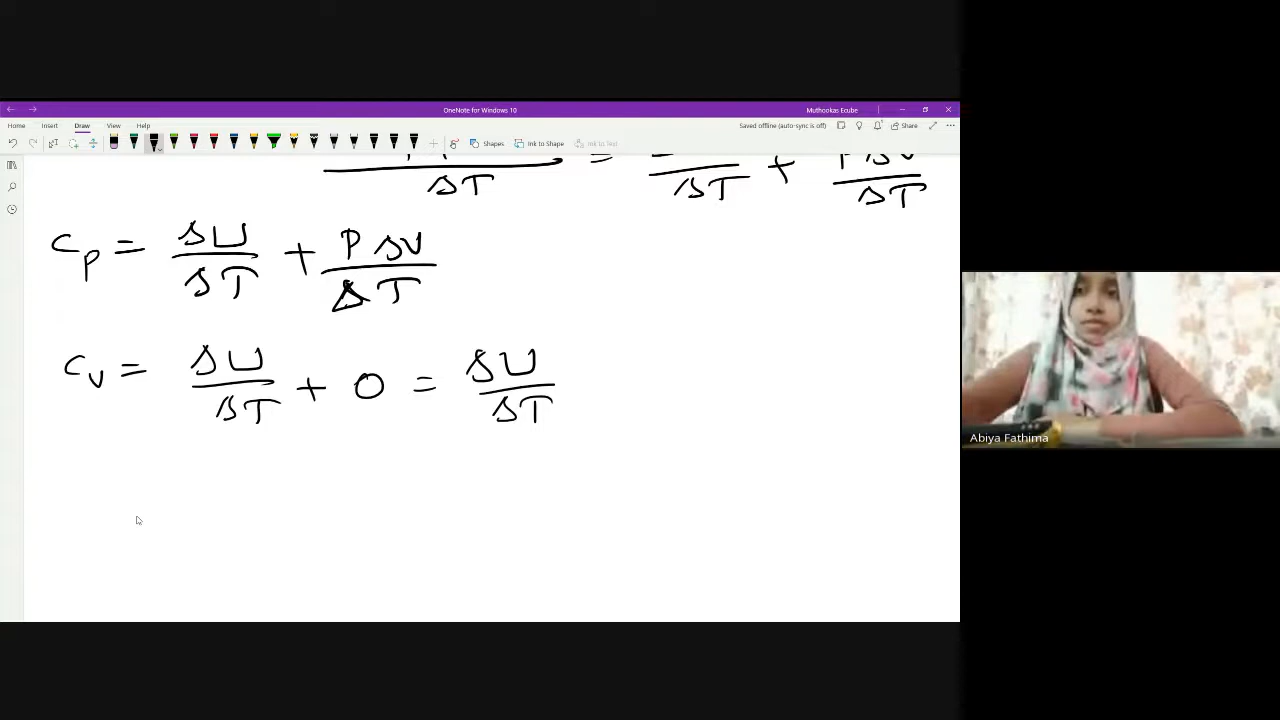 OneNote for Windows 10
Muthookas Ecube
Home Insert Draw View Help
Saved offline (auto-sync is off) Share
Shapes Ink to Shape Ink to Text
ΔT = ΔT + ΔT
Cp = ΔU/ΔT + PΔV/ΔT
Cv = ΔU/ΔT + 0 = ΔU/ΔT
Abiya Fathima